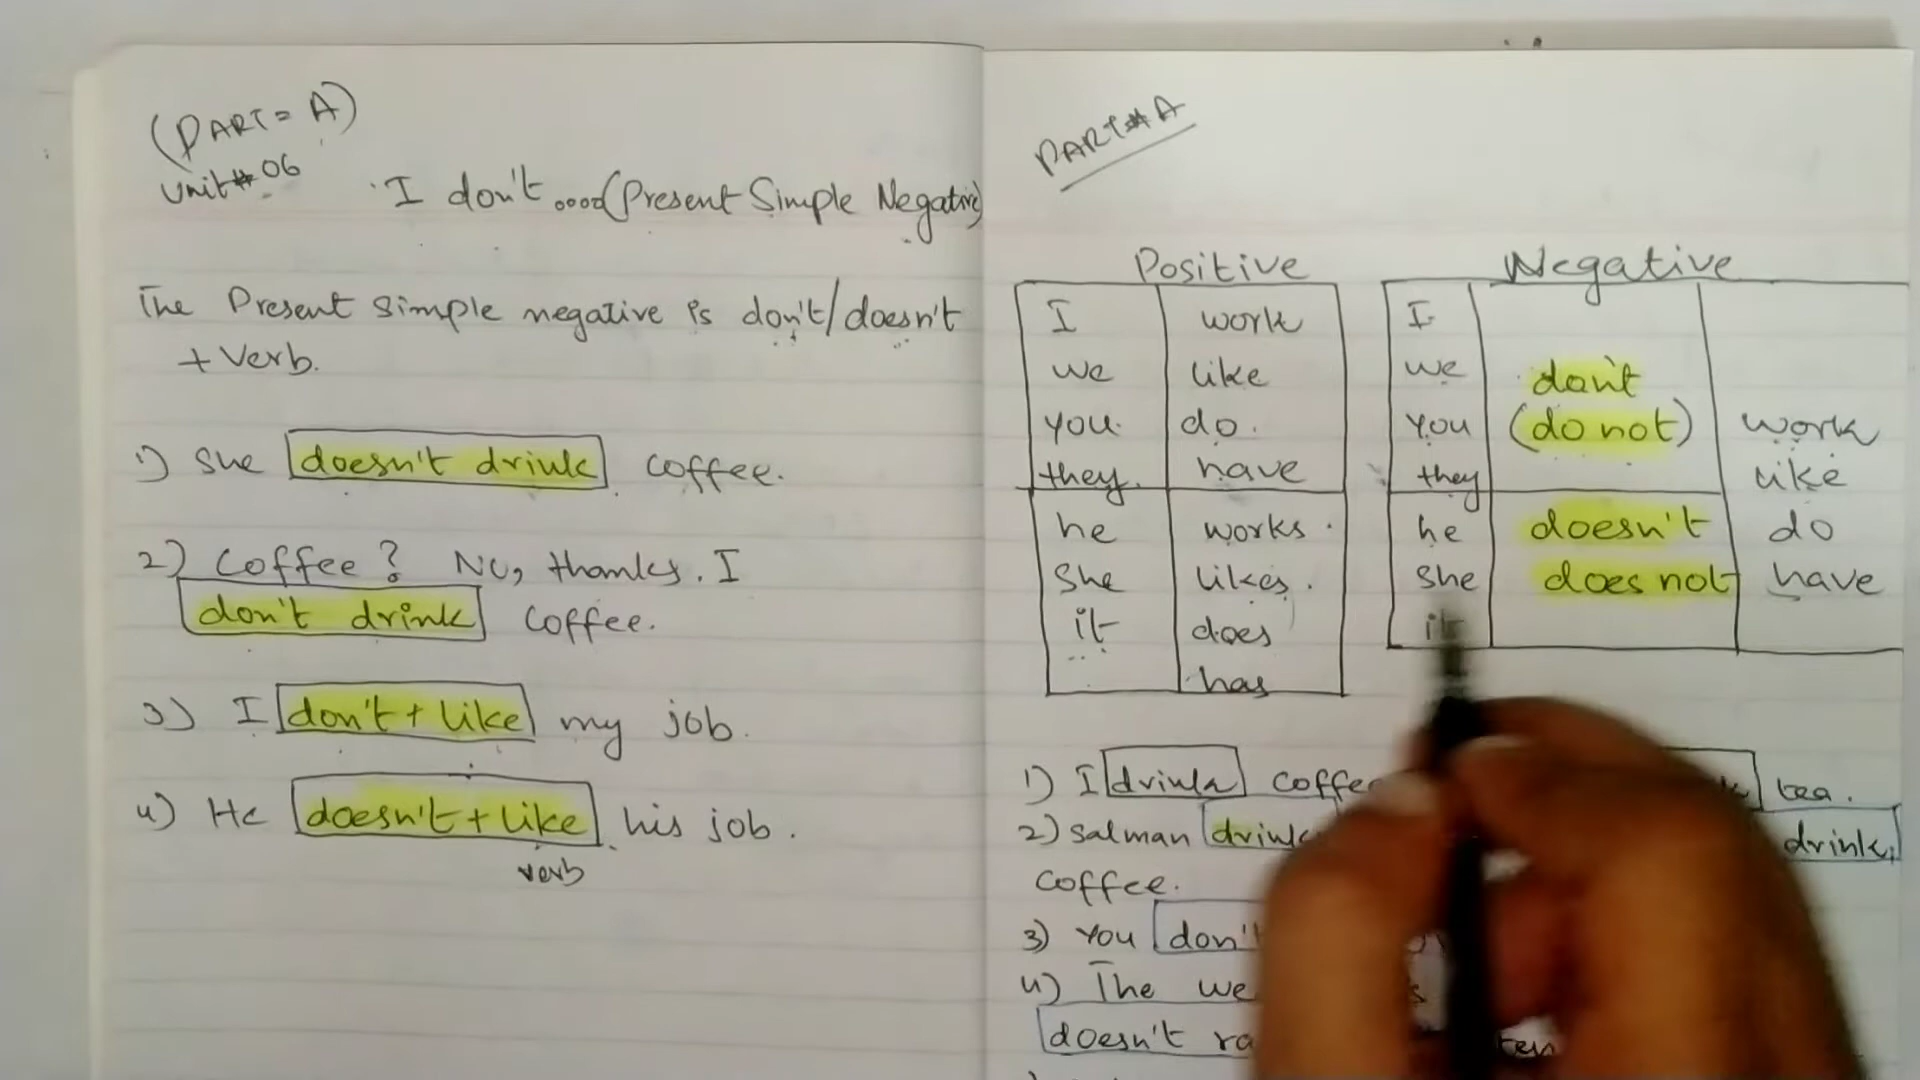 (PART= A)
Unit# 06
I don't ....(Present Simple Negative)
The Present Simple negative is don't/doesn't
+ Verb.
1) She doesn't drink coffee.
2) Coffee? No, thanks. I
don't drink coffee.
3) I don't + like my job.
4) He doesn't + like his job.
verb
PART# A
Positive
I work
we like
you do.
they. have
he works.
she likes.
it does
has
Negative
I
we don't
you (do not) work
they like
he doesn't do
she does not have
it
1) I drink coffee tea.
2) Salman drink,
coffee.
3) You
4) The
doesn't